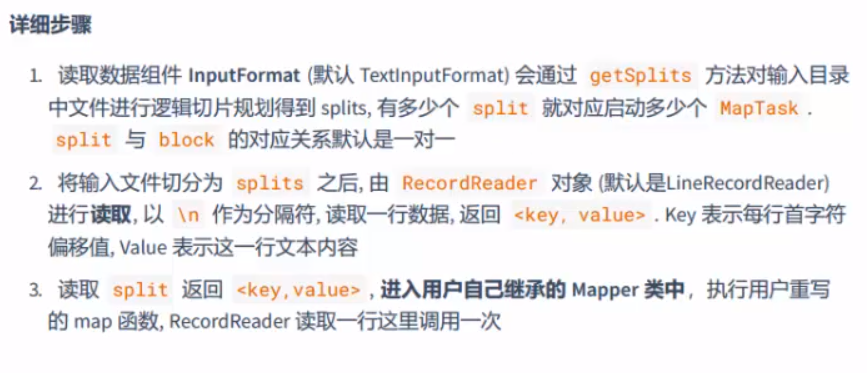 详细步骤
1. 读取数据组件 InputFormat (默认 TextInputFormat) 会通过 getSplits 方法对输入目录
中文件进行逻辑切片规划得到 splits, 有多少个 split 就对应启动多少个 MapTask .
split 与 block 的对应关系默认是一对一
2. 将输入文件切分为 splits 之后, 由 RecordReader 对象 (默认是LineRecordReader)
进行读取, 以 \n 作为分隔符, 读取一行数据, 返回 <key, value> . Key 表示每行首字符
偏移值, Value 表示这一行文本内容
3. 读取 split 返回 <key,value> , 进入用户自己继承的 Mapper 类中，执行用户重写
的 map 函数, RecordReader 读取一行这里调用一次